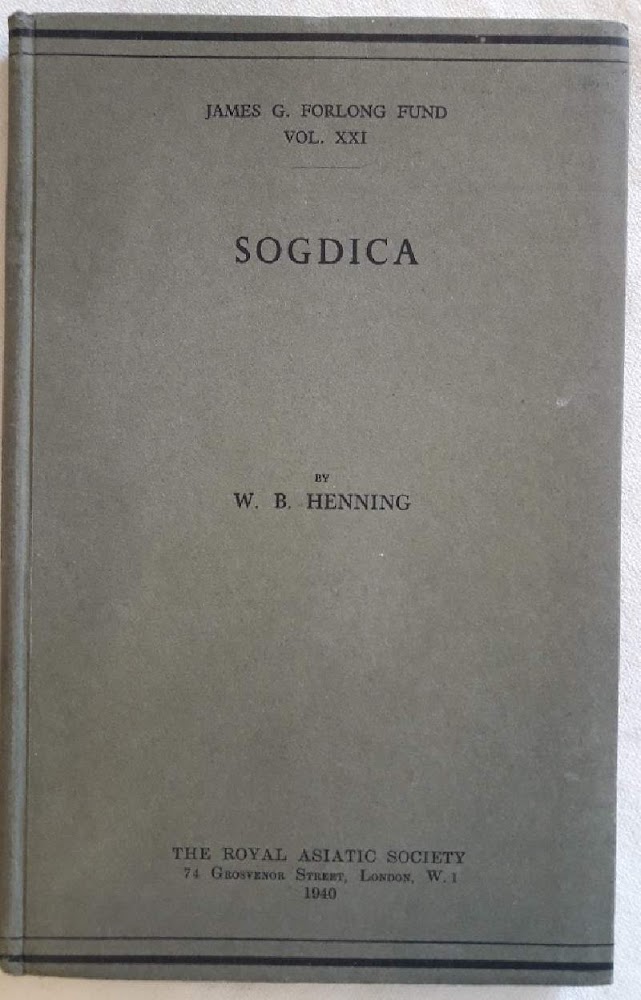 JAMES G. FORLONG FUND
VOL. XXI
SOGDICA
BY
W. B. HENNING
THE ROYAL ASIATIC SOCIETY
74 GROSVENOR STREET, LONDON, W. 1
1940